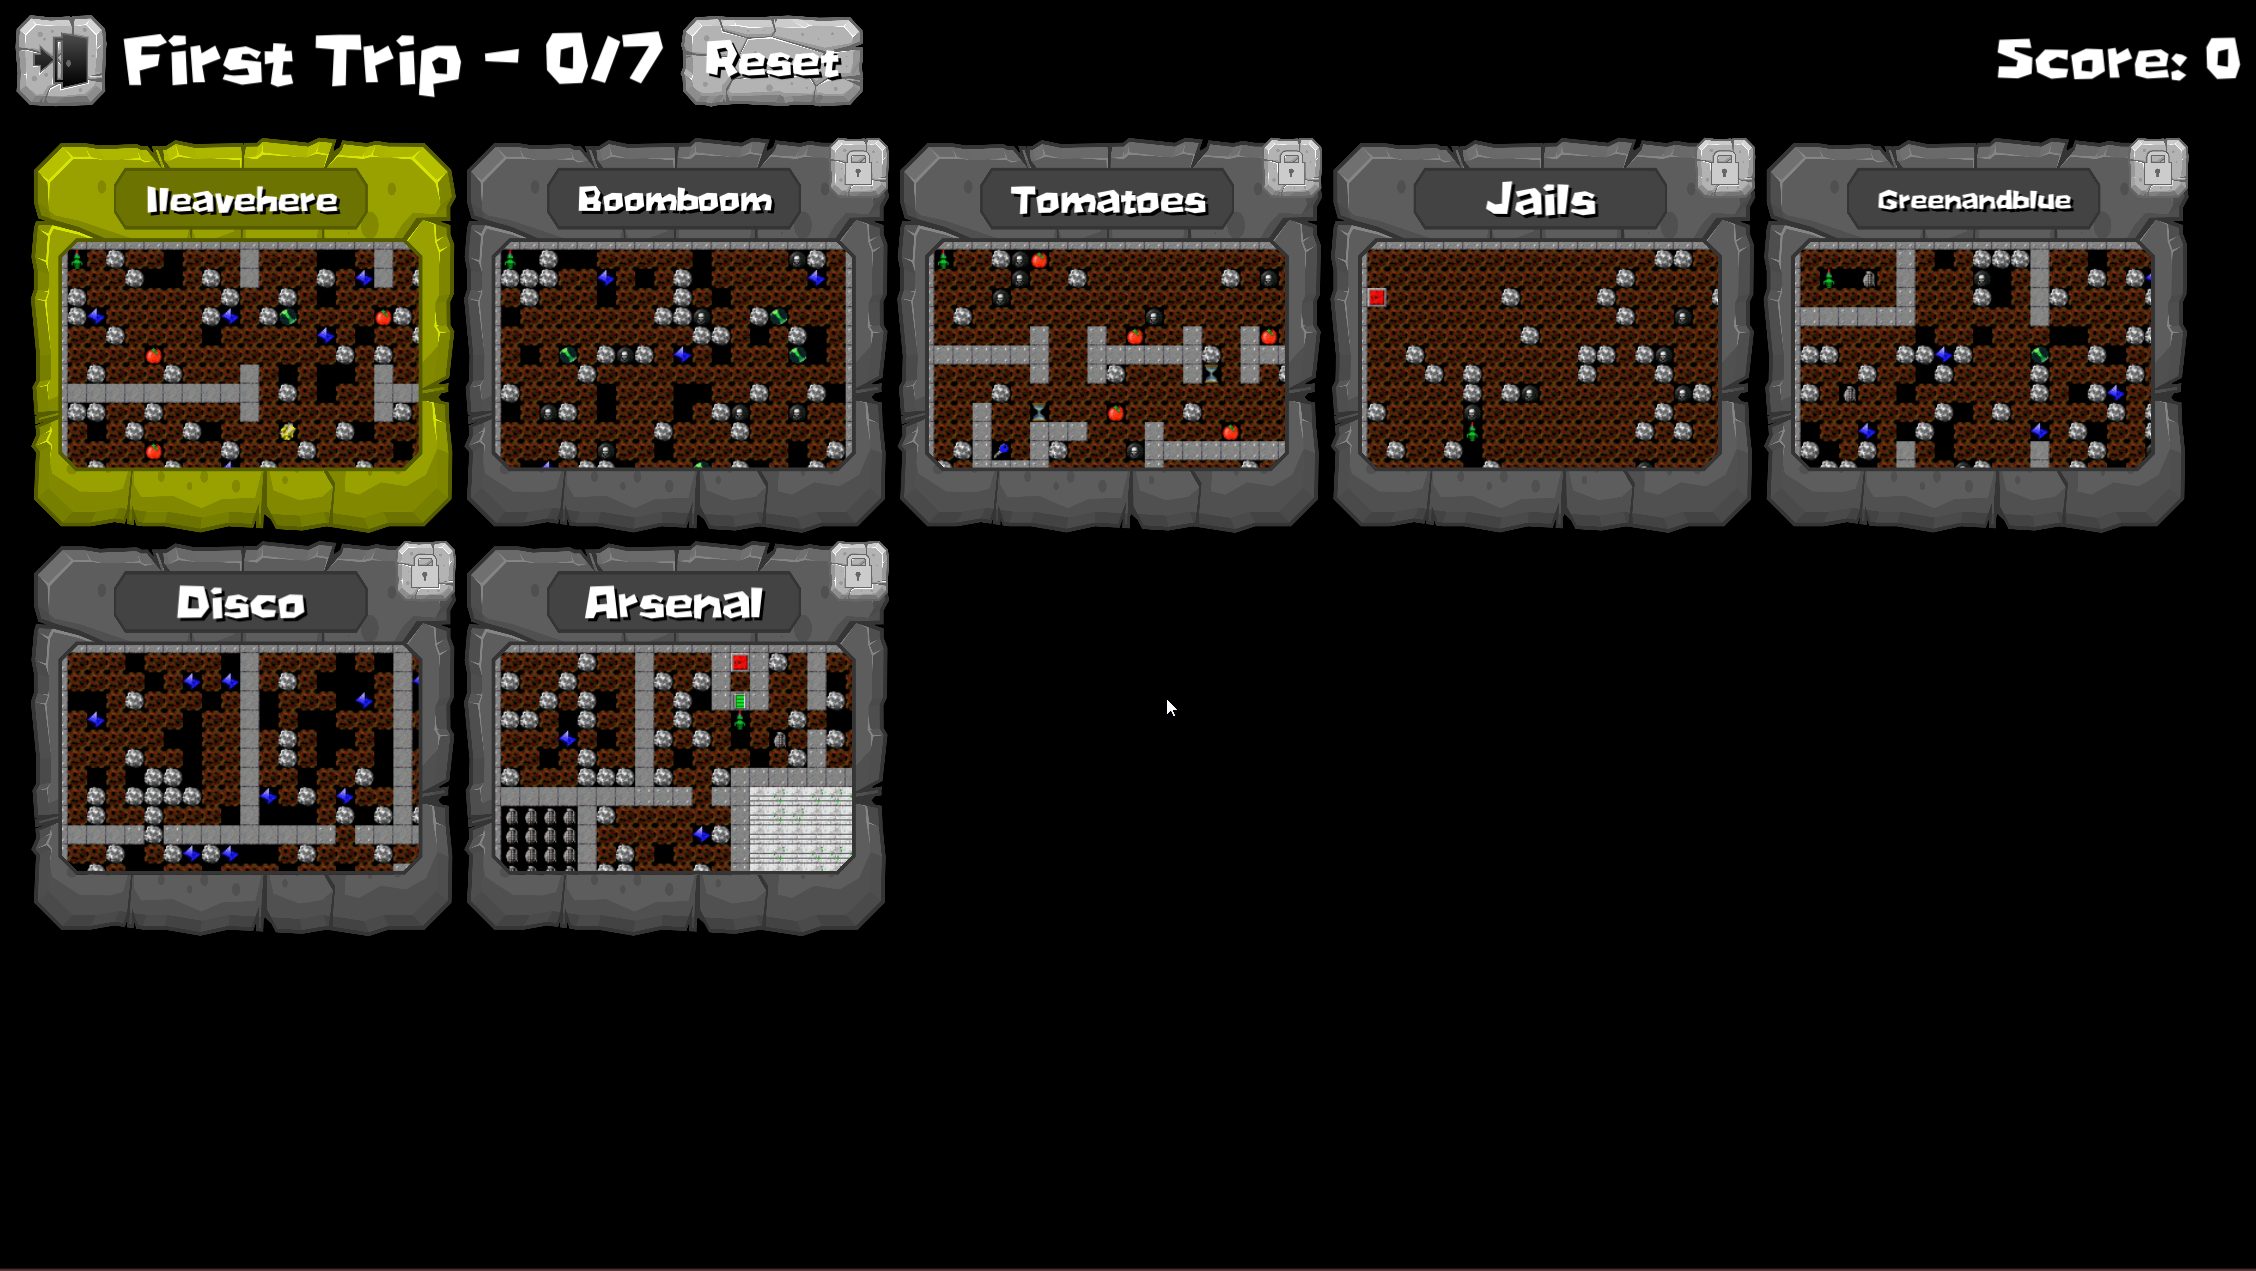 First Trip - 0/7
Reset
Score: 0
Ileavehere
Boomboom
Tomatoes
Jails
Greenandblue
Disco
Arsenal